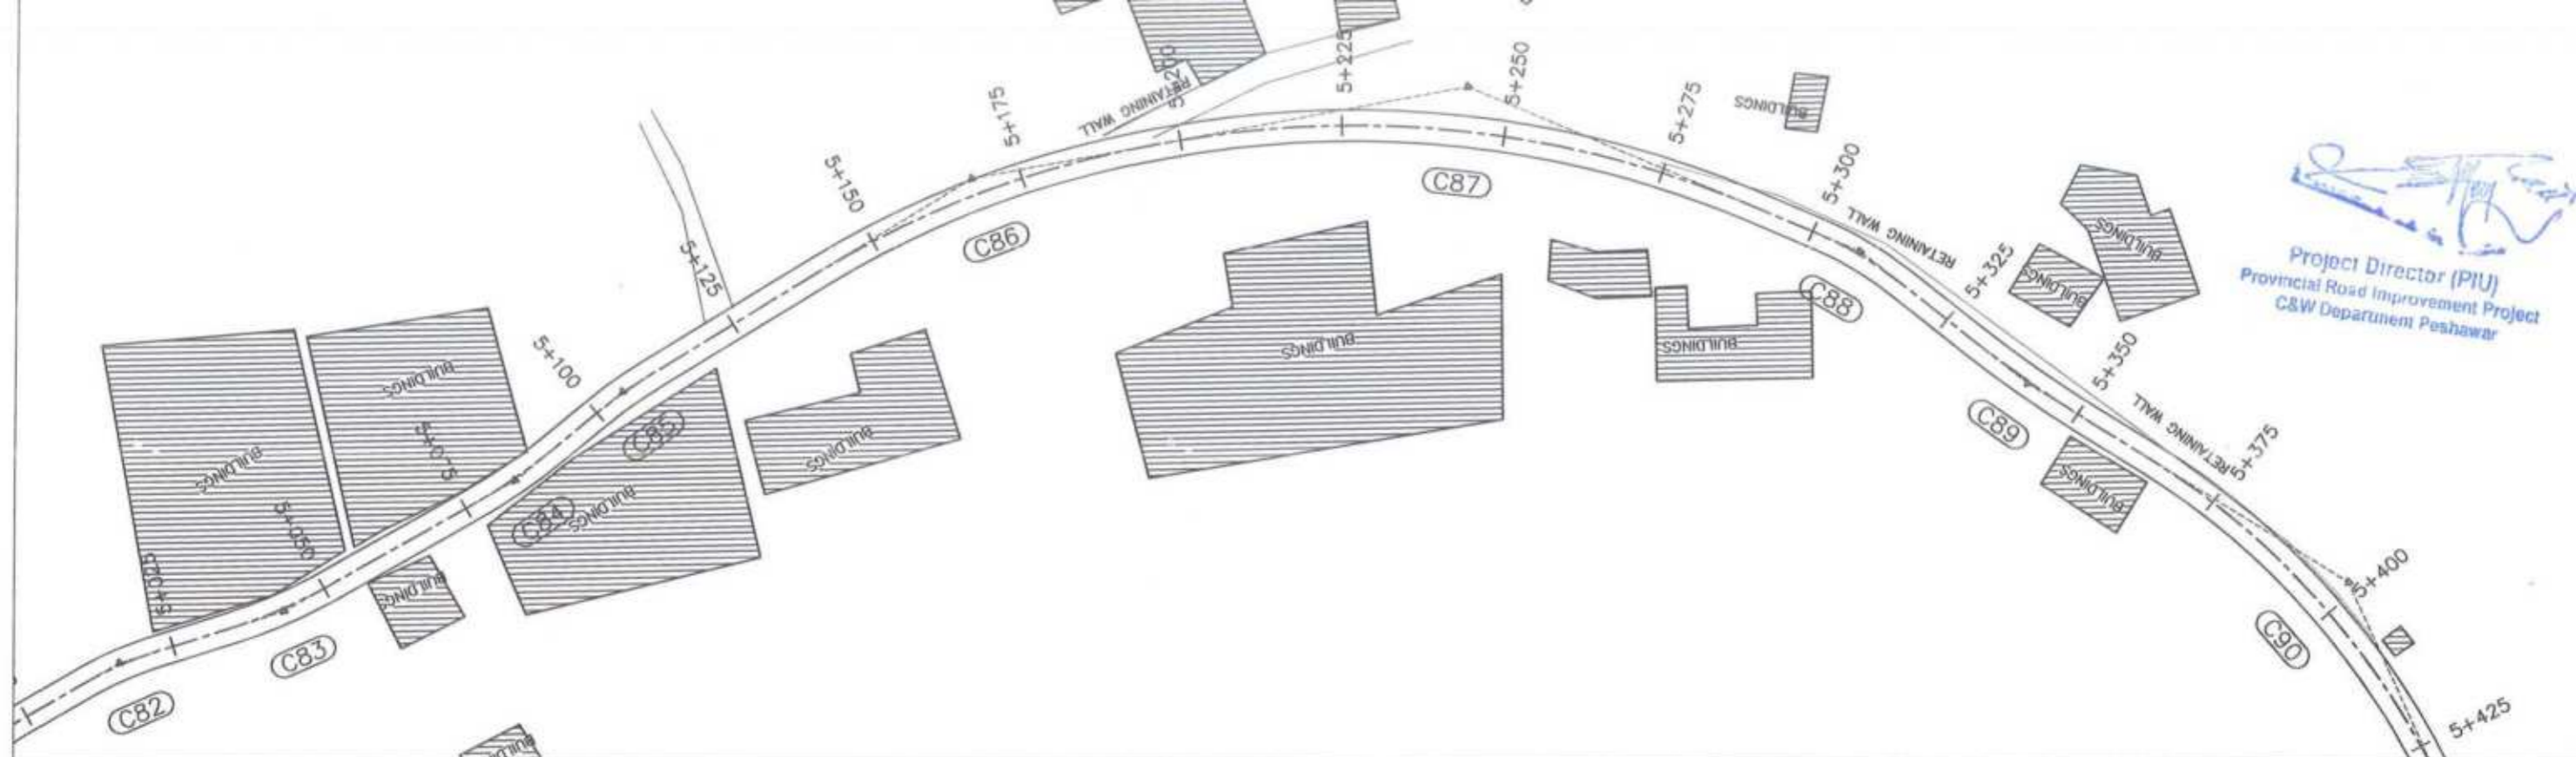 5+025
5+050
5+075
5+100
5+125
5+150
5+175
5+200
5+225
5+250
5+275
5+300
5+325
5+350
5+375
5+400
5+425
C82
C83
C84
C85
C86
C87
C88
C89
C90
RETAINING WALL
RETAINING WALL
RETAINING WALL
RETAINING
BUILDINGS
BUILDINGS
BUILDINGS
BUILDINGS
BUILDINGS
BUILDINGS
BUILDINGS
BUILDINGS
BUILDINGS
BUILDINGS
BUILDINGS
Project Director (PIU)
Provincial Road Improvement Project
C&W Department Peshawar